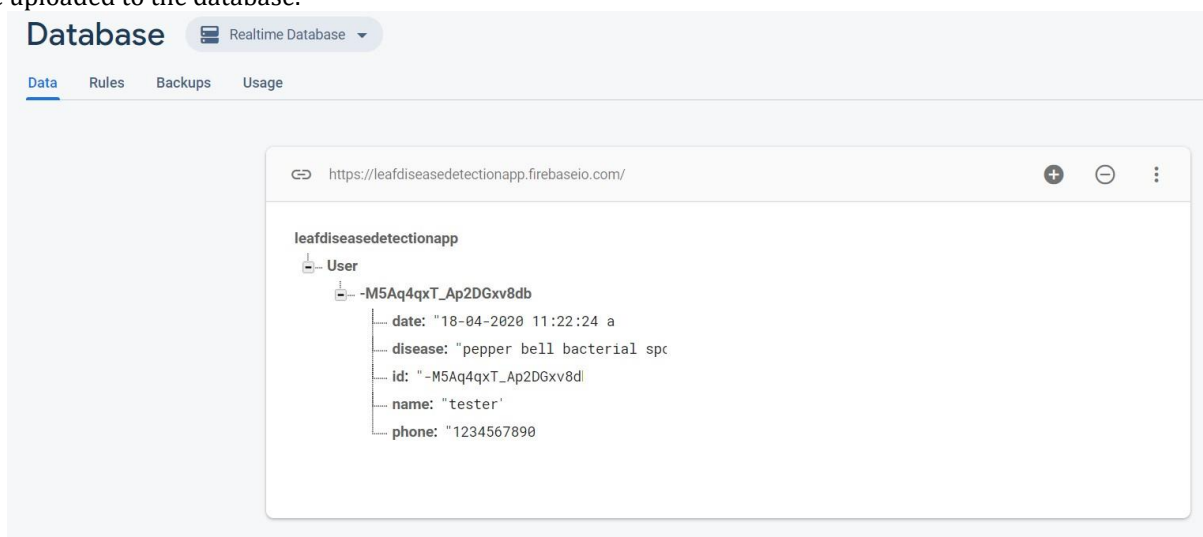 uploaded to the database.
Database Realtime Database
Data Rules Backups Usage
https://leafdiseasedetectionapp.firebaseio.com/
leafdiseasedetectionapp
User
-M5Aq4qxT_Ap2DGxv8db
date: "18-04-2020 11:22:24 a
disease: "pepper bell bacterial spo
id: "-M5Aq4qxT_Ap2DGxv8d
name: "tester'
phone: "1234567890